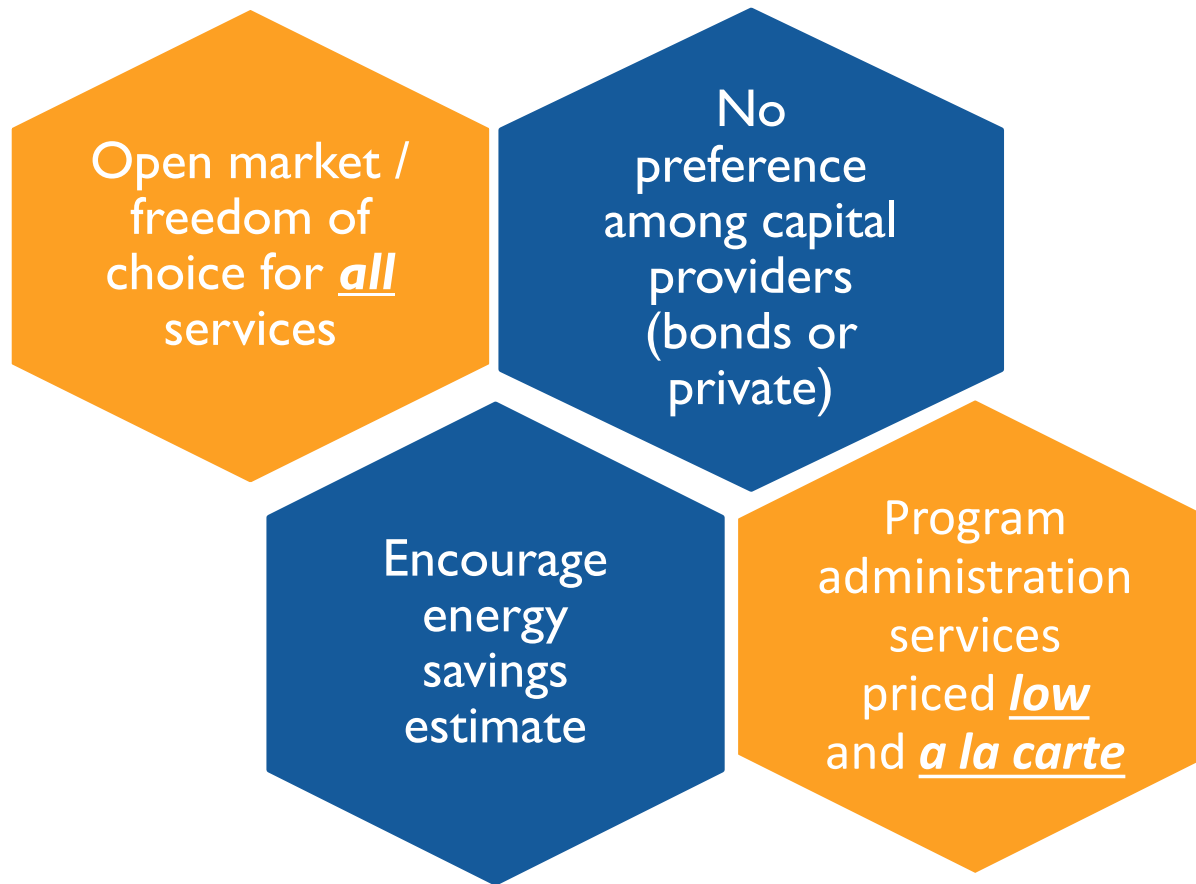 Open market /
freedom of
choice for all
services
No
preference
among capital
providers
(bonds or
private)
Encourage
energy
savings
estimate
Program
administration
services
priced low
and a la carte